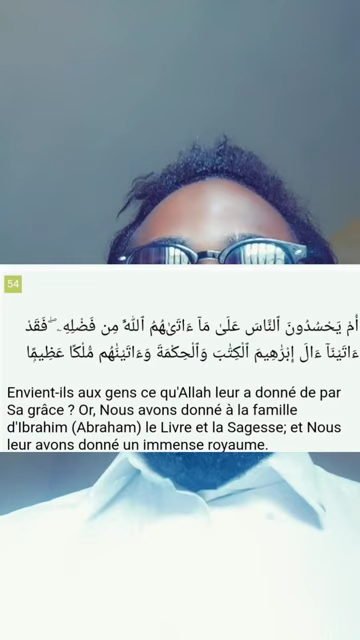 54
أَمْ يَحْسُدُونَ ٱلنَّاسَ عَلَىٰ مَآ ءَاتَىٰهُمُ ٱللَّهُ مِن فَضْلِهِۦۖ فَقَدْ
ءَاتَيْنَآ ءَالَ إِبْرَٰهِيمَ ٱلْكِتَٰبَ وَٱلْحِكْمَةَ وَءَاتَيْنَٰهُم مُّلْكًا عَظِيمًا
Envient-ils aux gens ce qu'Allah leur a donné de par
Sa grâce ? Or, Nous avons donné à la famille
d'Ibrahim (Abraham) le Livre et la Sagesse; et Nous
leur avons donné un immense royaume.